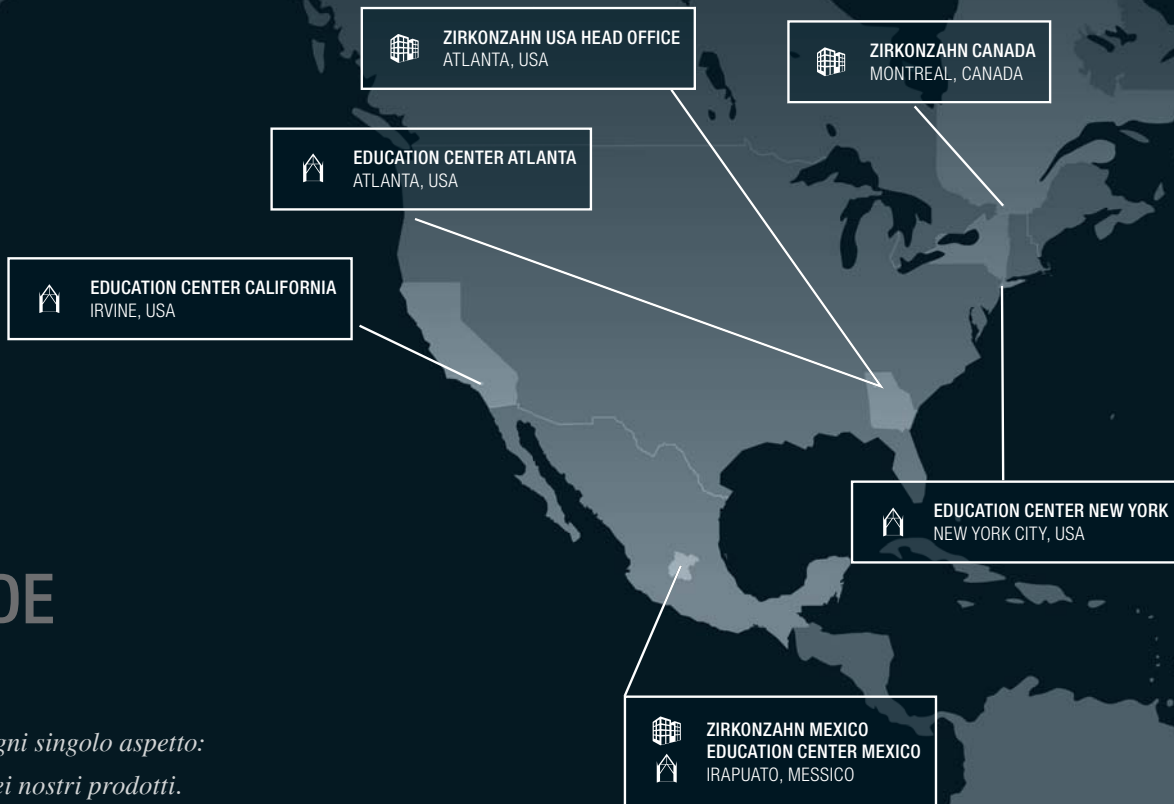 ZIRKONZAHN USA HEAD OFFICE
ATLANTA, USA
ZIRKONZAHN CANADA
MONTREAL, CANADA
EDUCATION CENTER ATLANTA
ATLANTA, USA
EDUCATION CENTER CALIFORNIA
IRVINE, USA
EDUCATION CENTER NEW YORK
NEW YORK CITY, USA
DE
ZIRKONZAHN MEXICO
EDUCATION CENTER MEXICO
IRAPUATO, MESSICO
gni singolo aspetto:
ei nostri prodotti.